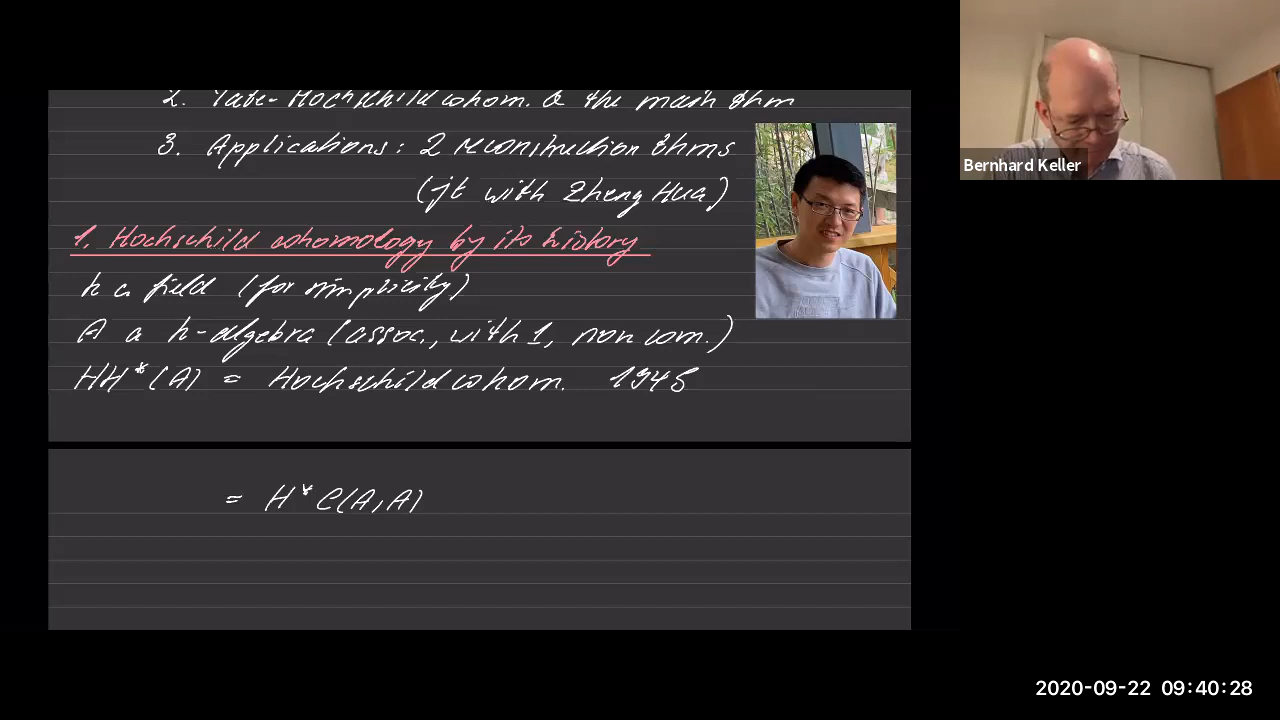 2. Tate-Hochschild cohom. & the main thm
3. Applications: 2 reconstruction thms
(jt with Zheng Hua)
1. Hochschild cohomology by its history
k a field (for simplicity)
A a k-algebra (assoc., with 1, non com.)
HH*(A) = Hochschild cohom. 1945
= H* C(A,A)
Bernhard Keller
2020-09-22 09:40:28